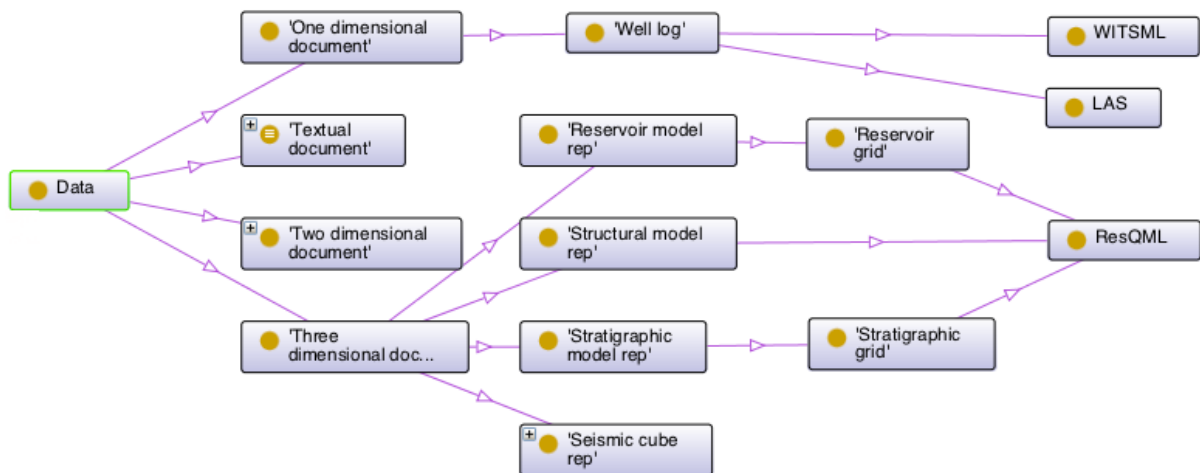 'One dimensional
document'
'Well log'
WITSML
LAS
'Textual
document'
'Reservoir model
rep'
'Reservoir
grid'
Data
'Two dimensional
document'
'Structural model
rep'
ResQML
'Three
dimensional doc...
'Stratigraphic
model rep'
'Stratigraphic
grid'
'Seismic cube
rep'